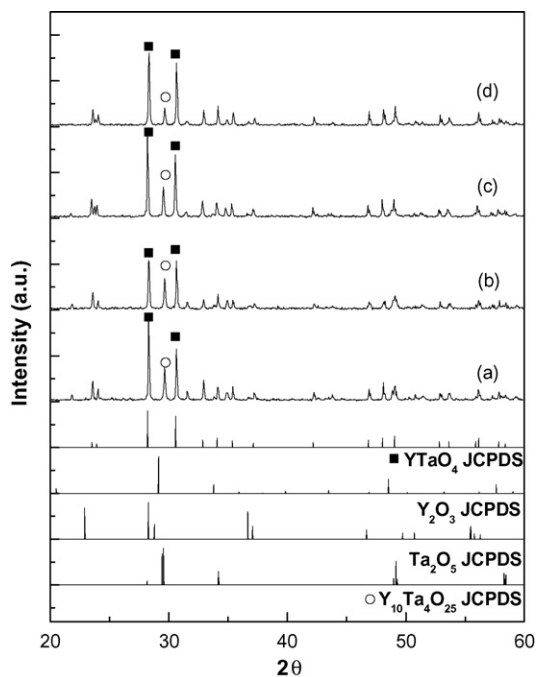 (d)
(c)
(b)
(a)
■ YTaO₄ JCPDS
Y₂O₃ JCPDS
Ta₂O₅ JCPDS
○ Y₁₀Ta₄O₂₅ JCPDS
Intensity (a.u.)
20 30 40 50 60
2θ